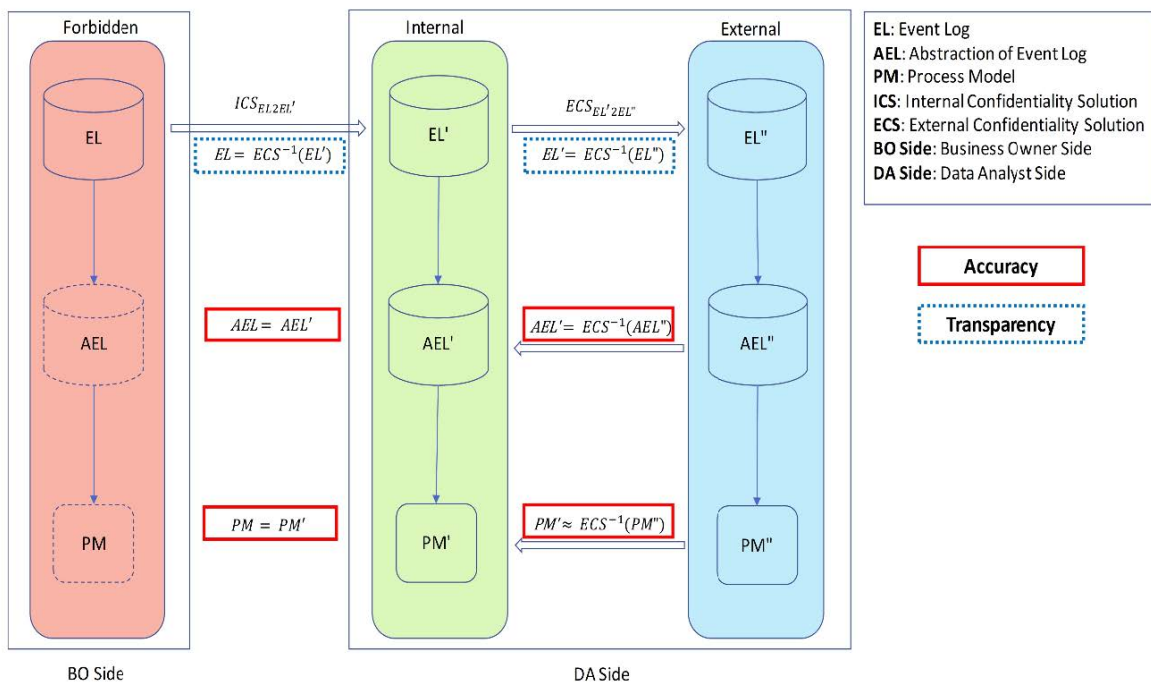 Forbidden
Internal
External
EL: Event Log
AEL: Abstraction of Event Log
PM: Process Model
ICS: Internal Confidentiality Solution
ECS: External Confidentiality Solution
BO Side: Business Owner Side
DA Side: Data Analyst Side
EL
ICS_EL2EL'
EL= ECS⁻¹(EL')
EL'
ECS_EL'2EL"
EL'= ECS⁻¹(EL")
EL"
Accuracy
Transparency
AEL
AEL= AEL'
AEL'
AEL'= ECS⁻¹(AEL")
AEL"
PM
PM = PM'
PM'
PM'≈ ECS⁻¹(PM")
PM"
BO Side
DA Side